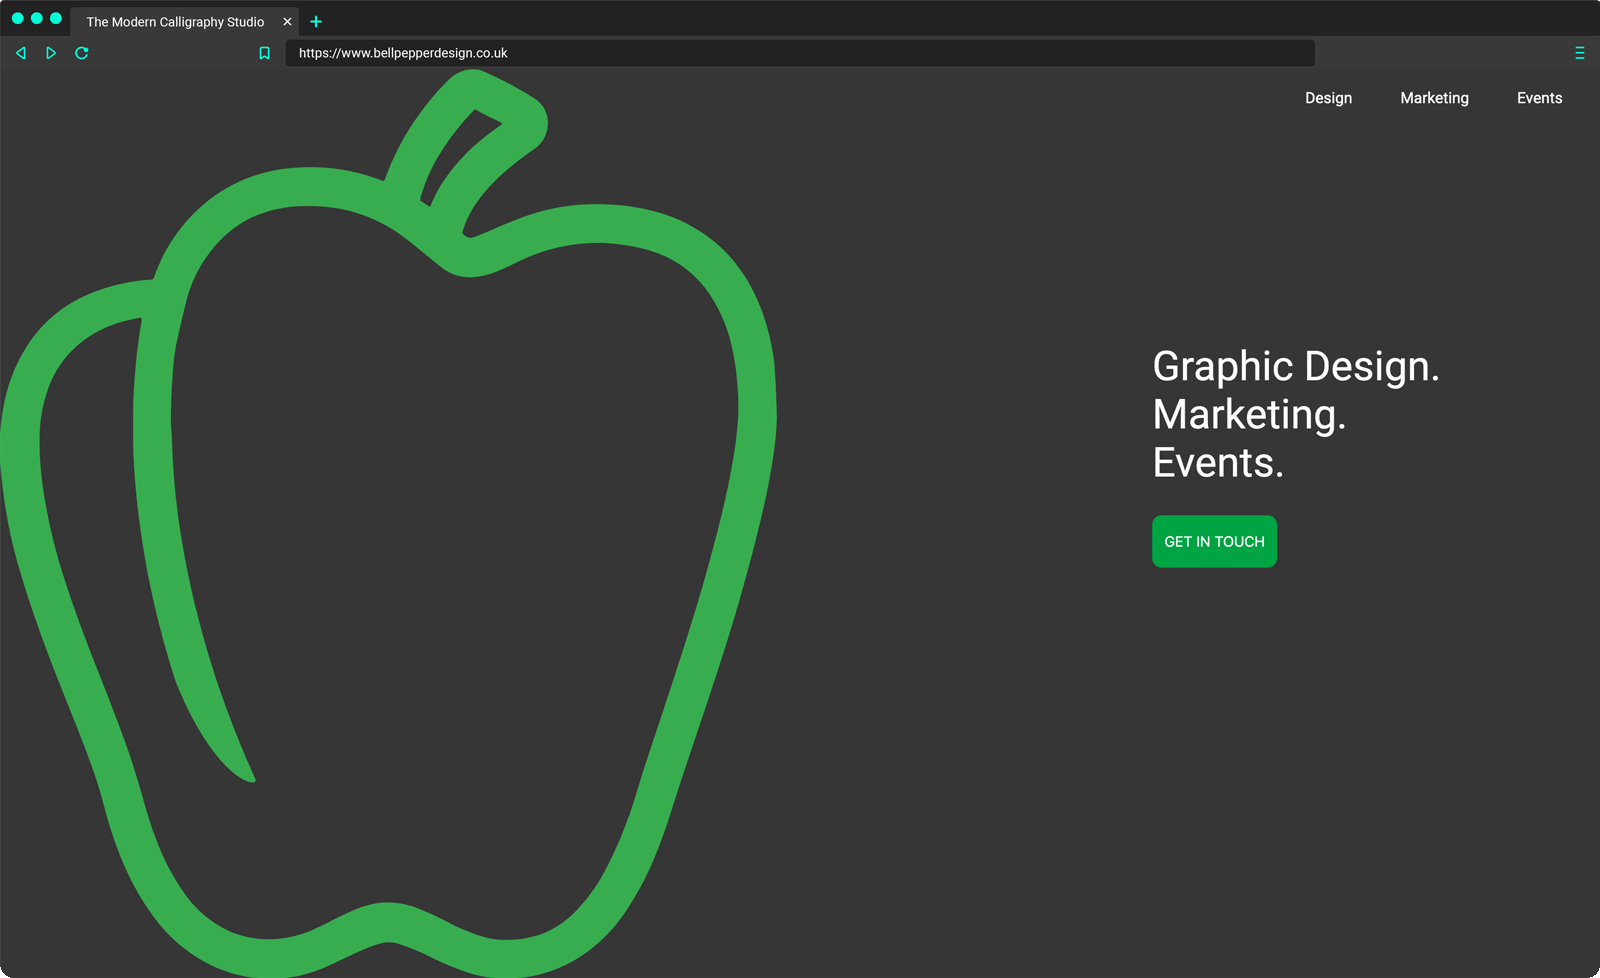 The Modern Calligraphy Studio
https://www.bellpepperdesign.co.uk
Design Marketing Events
Graphic Design.
Marketing.
Events.
GET IN TOUCH